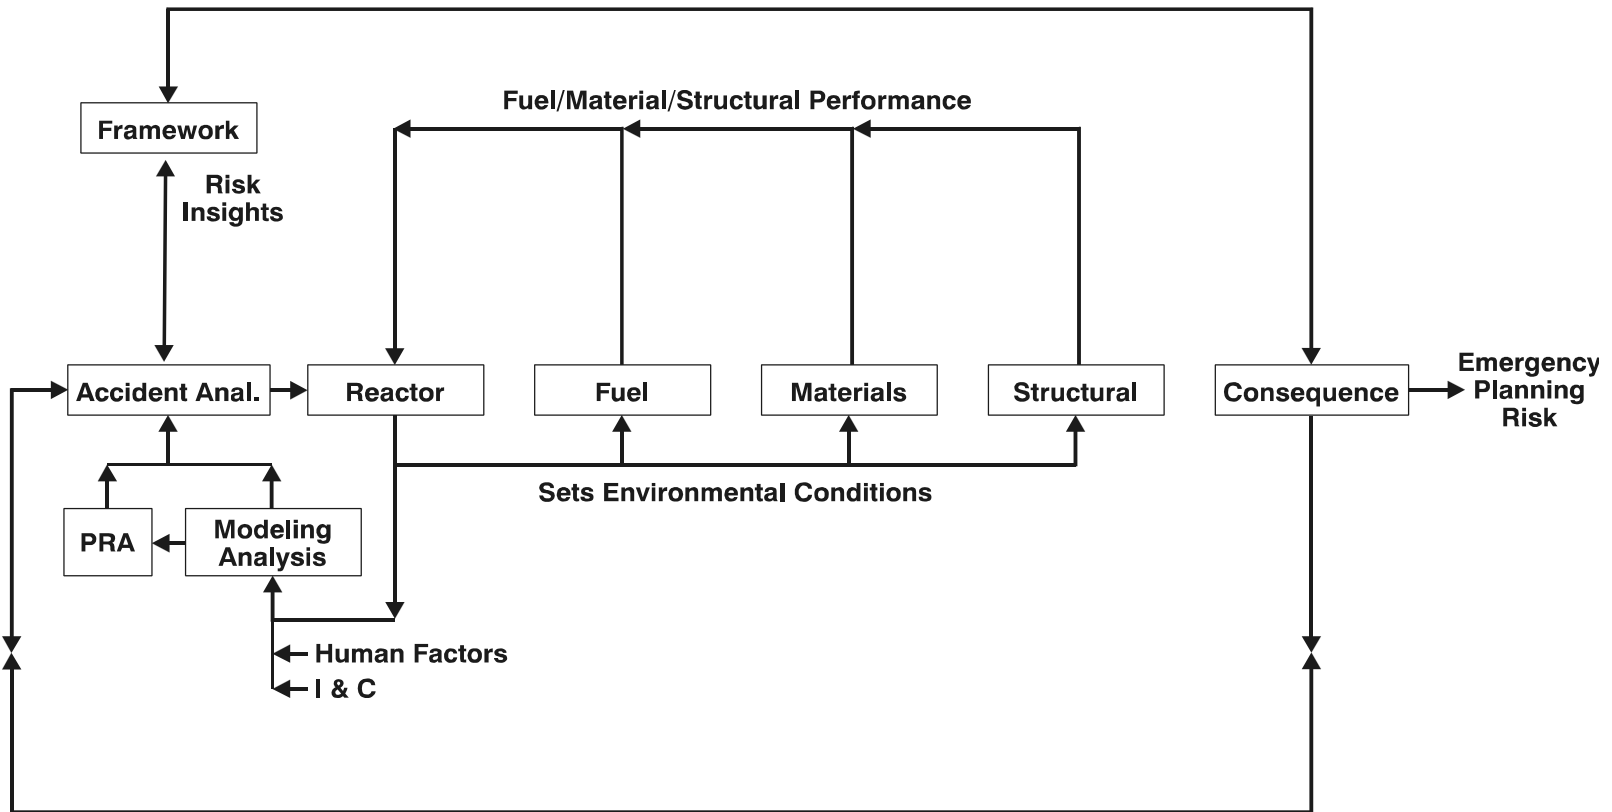 Fuel/Material/Structural Performance
Framework
Risk
Insights
Accident Anal.
Reactor
Fuel
Materials
Structural
Consequence
Emergency
Planning
Risk
Sets Environmental Conditions
PRA
Modeling
Analysis
Human Factors
I & C